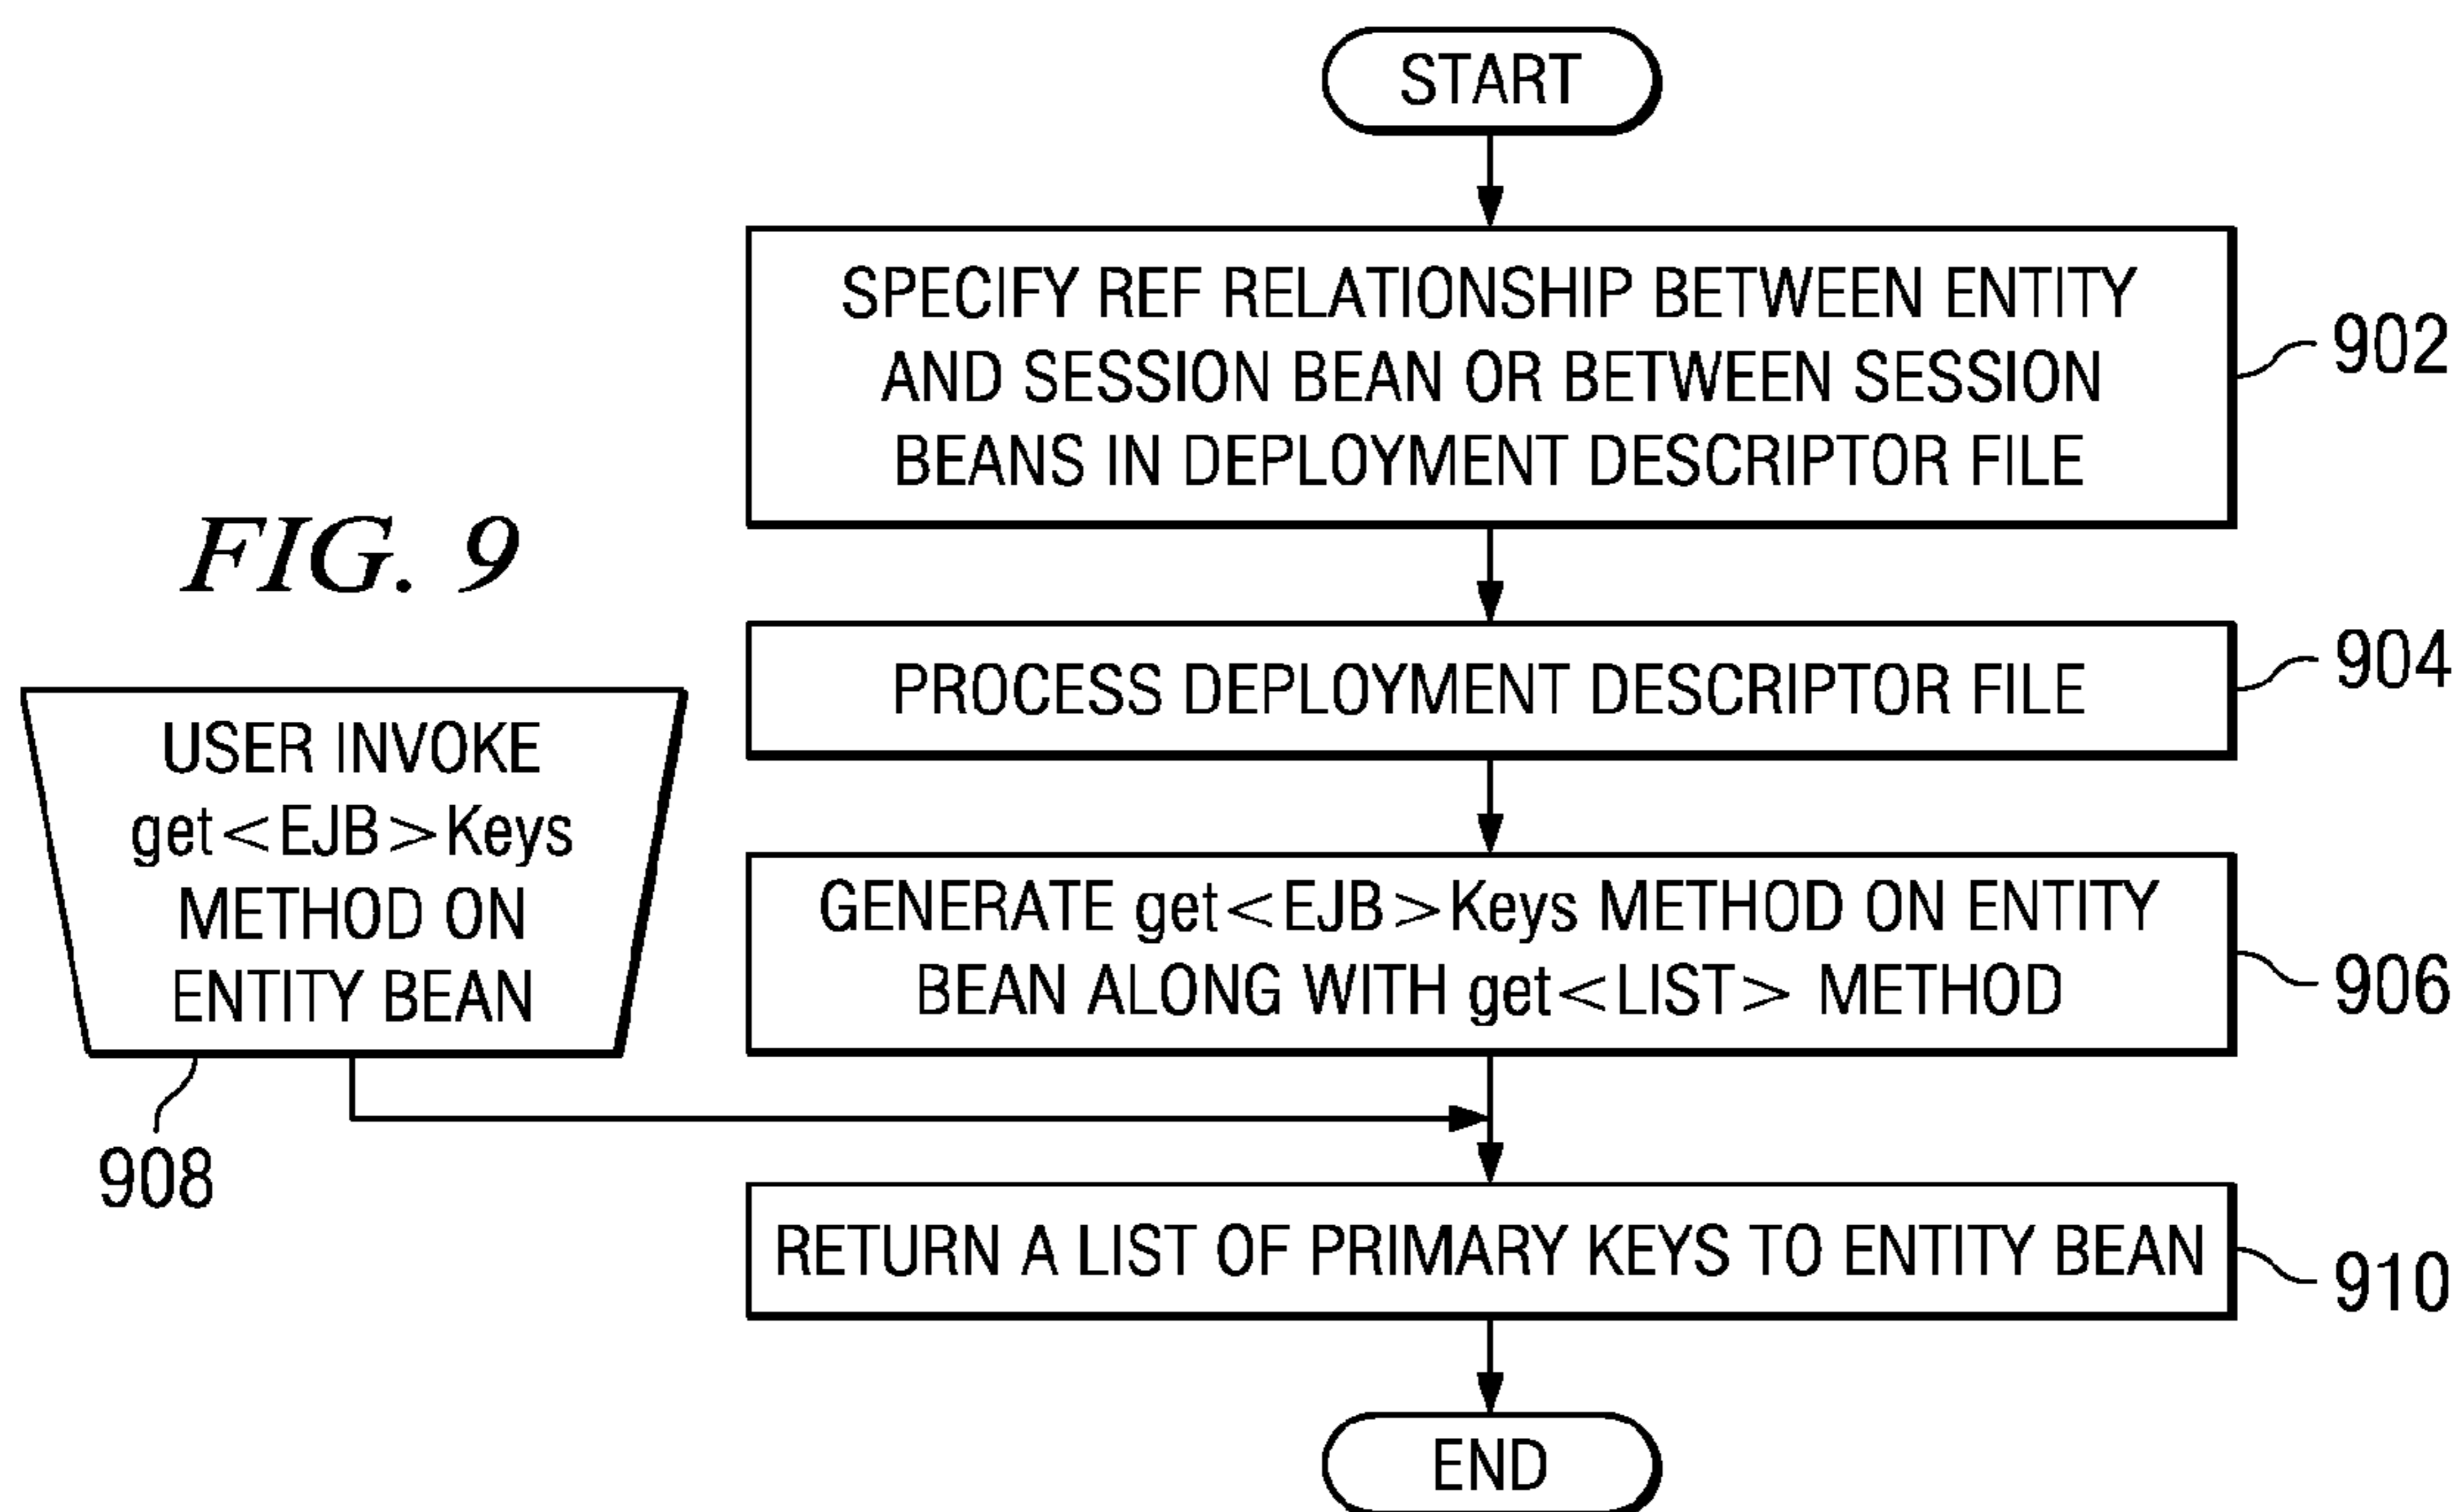 START
SPECIFY REF RELATIONSHIP BETWEEN ENTITY
AND SESSION BEAN OR BETWEEN SESSION
BEANS IN DEPLOYMENT DESCRIPTOR FILE
902
FIG. 9
PROCESS DEPLOYMENT DESCRIPTOR FILE
904
USER INVOKE
get<EJB>Keys
METHOD ON
ENTITY BEAN
908
GENERATE get<EJB>Keys METHOD ON ENTITY
BEAN ALONG WITH get<LIST> METHOD
906
RETURN A LIST OF PRIMARY KEYS TO ENTITY BEAN
910
END